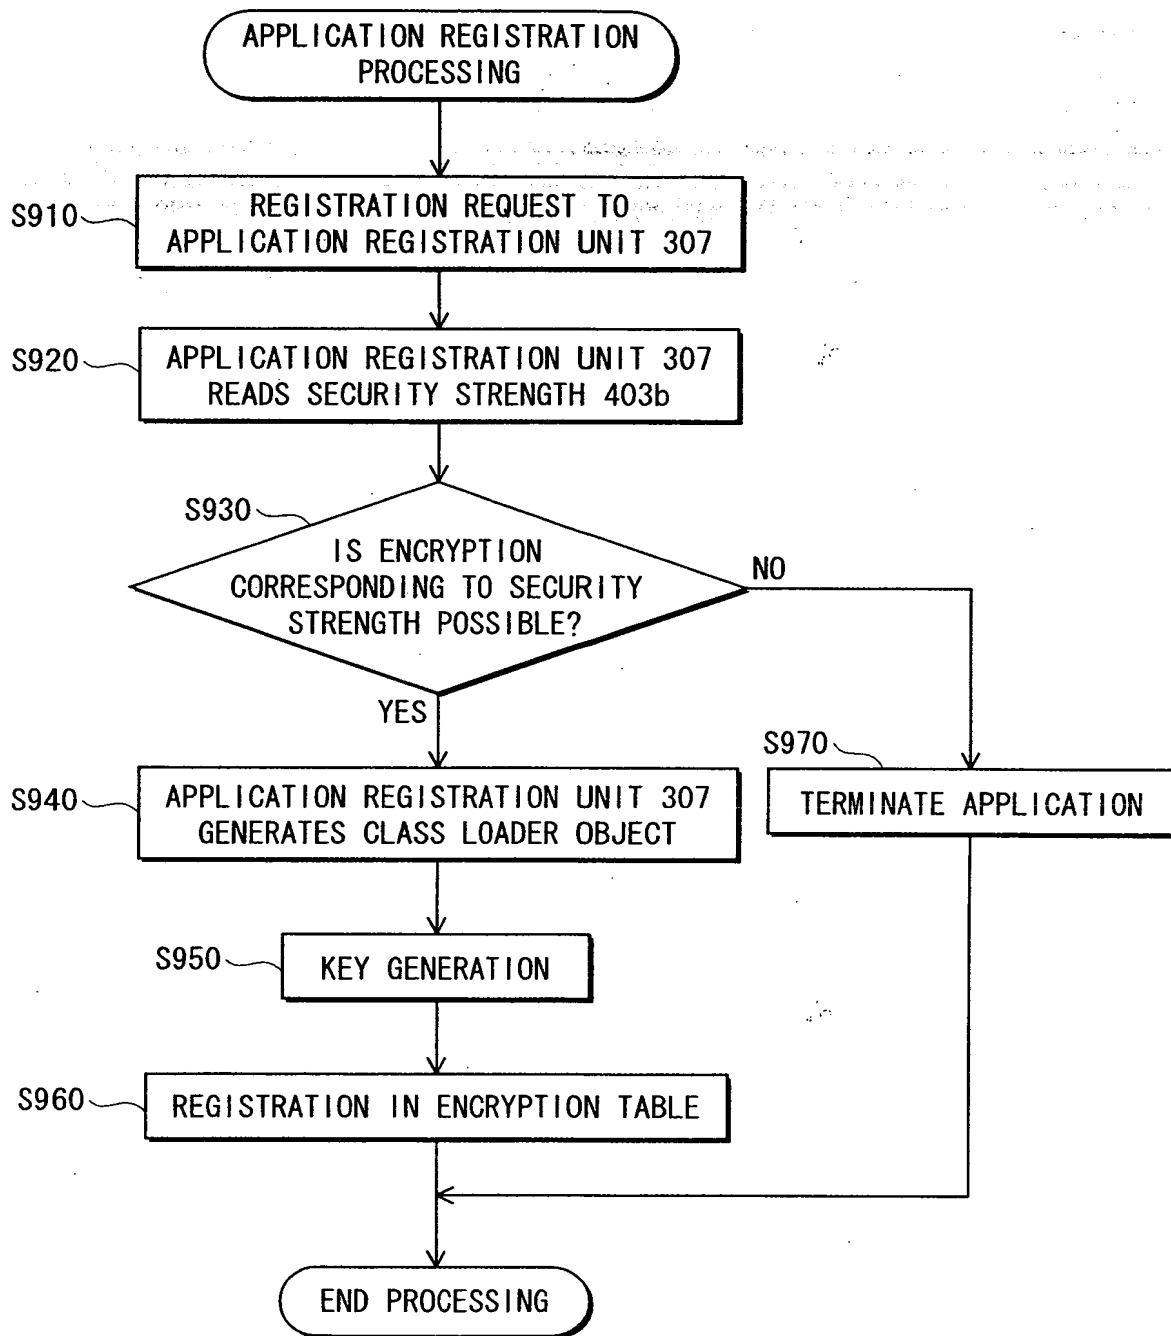 APPLICATION REGISTRATION
PROCESSING
S910
REGISTRATION REQUEST TO
APPLICATION REGISTRATION UNIT 307
S920
APPLICATION REGISTRATION UNIT 307
READS SECURITY STRENGTH 403b
S930
IS ENCRYPTION
CORRESPONDING TO SECURITY
STRENGTH POSSIBLE?
NO
YES
S940
APPLICATION REGISTRATION UNIT 307
GENERATES CLASS LOADER OBJECT
S970
TERMINATE APPLICATION
S950
KEY GENERATION
S960
REGISTRATION IN ENCRYPTION TABLE
END PROCESSING